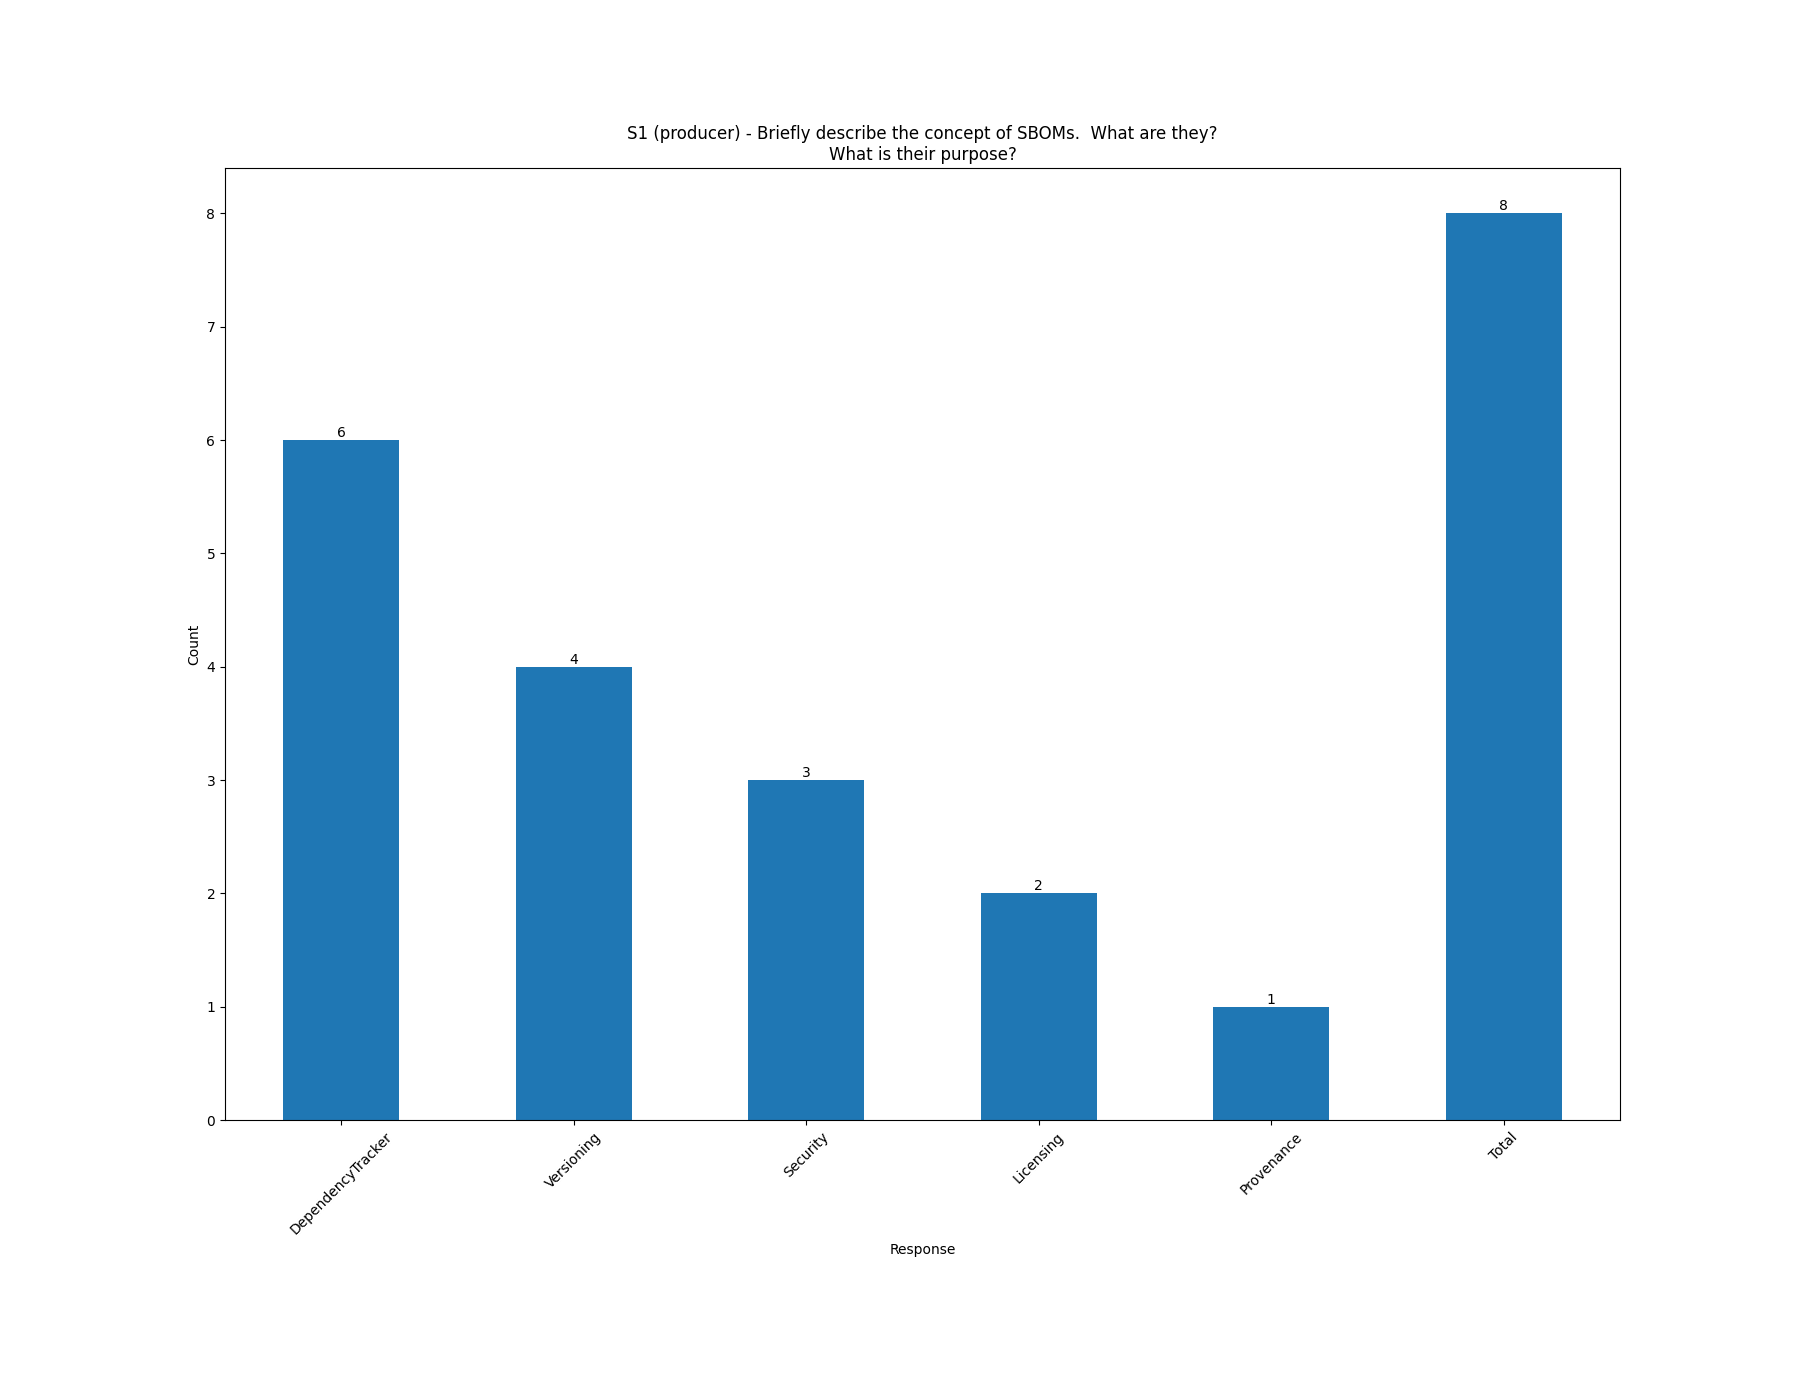 S1 (producer) - Briefly describe the concept of SBOMs.  What are they?
What is their purpose?
Count
8
7
6
5
4
3
2
1
0
6
4
3
2
1
8
DependencyTracker
Versioning
Security
Licensing
Provenance
Total
Response